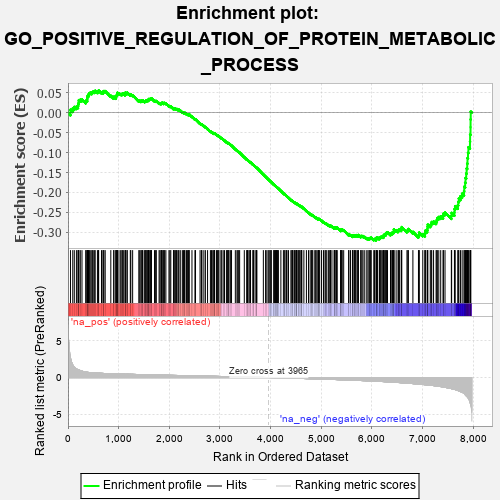 Enrichment plot:
GO_POSITIVE_REGULATION_OF_PROTEIN_METABOLIC
_PROCESS
Enrichment score (ES)
0.05
0.00
-0.05
-0.10
-0.15
-0.20
-0.25
-0.30
'na_pos' (positively correlated)
Ranked list metric (PreRanked)
5
0
-5
Zero cross at 3965
'na_neg' (negatively correlated)
0
1,000
2,000
3,000
4,000
5,000
6,000
7,000
8,000
Rank in Ordered Dataset
Enrichment profile
Hits
Ranking metric scores